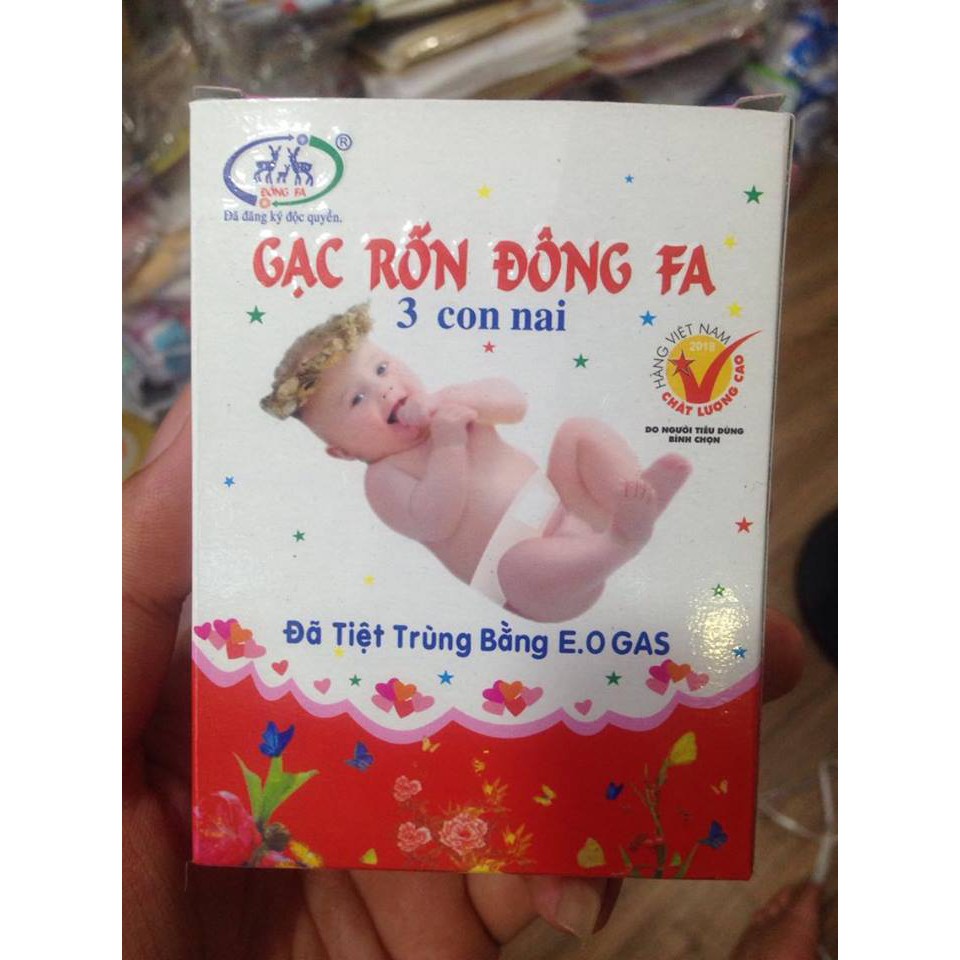 ĐÔNG FA ®
Đã đăng ký độc quyền.
GẠC RỐN ĐÔNG FA
3 con nai
HÀNG VIỆT NAM
2018
CHẤT LƯỢNG CAO
DO NGƯỜI TIÊU DÙNG
BÌNH CHỌN
Đã Tiệt Trùng Bằng E.O GAS